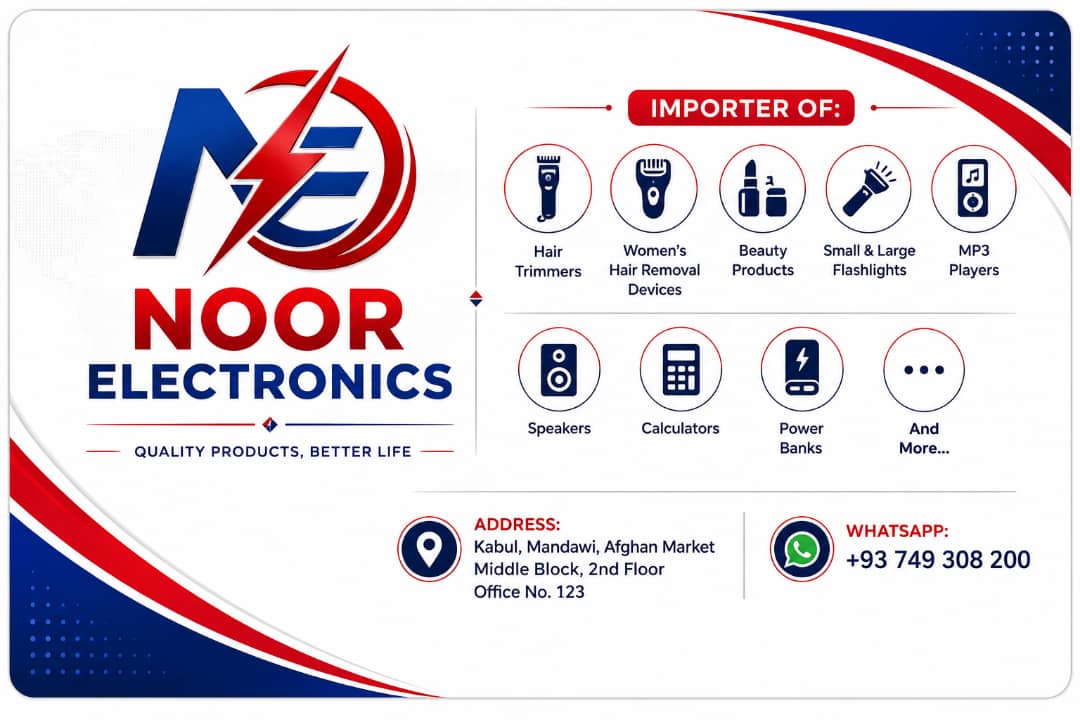 NE
NOOR
ELECTRONICS
QUALITY PRODUCTS, BETTER LIFE
IMPORTER OF:
Hair
Trimmers
Women's
Hair Removal
Devices
Beauty
Products
Small & Large
Flashlights
MP3
Players
Speakers
Calculators
Power
Banks
And
More...
ADDRESS:
Kabul, Mandawi, Afghan Market
Middle Block, 2nd Floor
Office No. 123
WHATSAPP:
+93 749 308 200